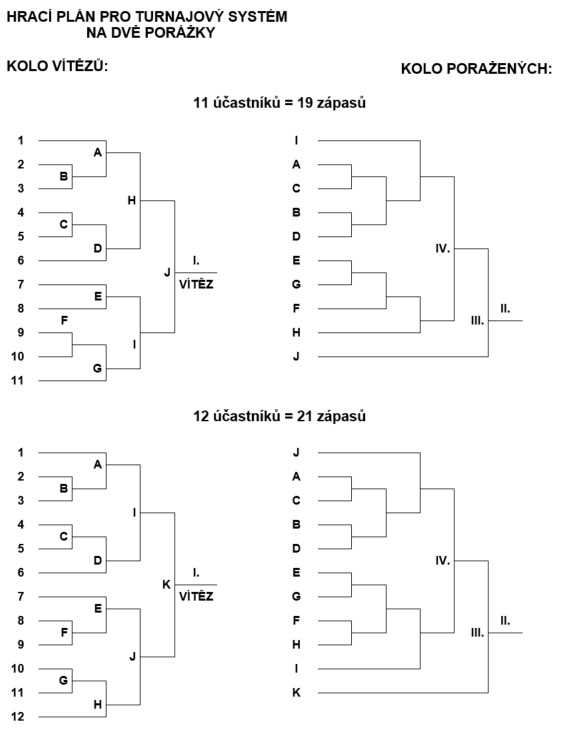 HRACÍ PLÁN PRO TURNAJOVÝ SYSTÉM
NA DVĚ PORÁŽKY
KOLO VÍTĚZŮ:
KOLO PORAŽENÝCH:
11 účastníků = 19 zápasů
1
A
2
B
3
H
4
C
5
D
6
J
I.
VÍTĚZ
7
E
8
F
9
I
10
G
11
I
A
C
B
D
IV.
E
G
F
III.
II.
H
J
12 účastníků = 21 zápasů
1
A
2
B
3
I
4
C
5
D
6
K
I.
VÍTĚZ
7
E
8
F
9
J
10
G
11
H
12
J
A
C
B
D
IV.
E
G
F
III.
II.
H
I
K